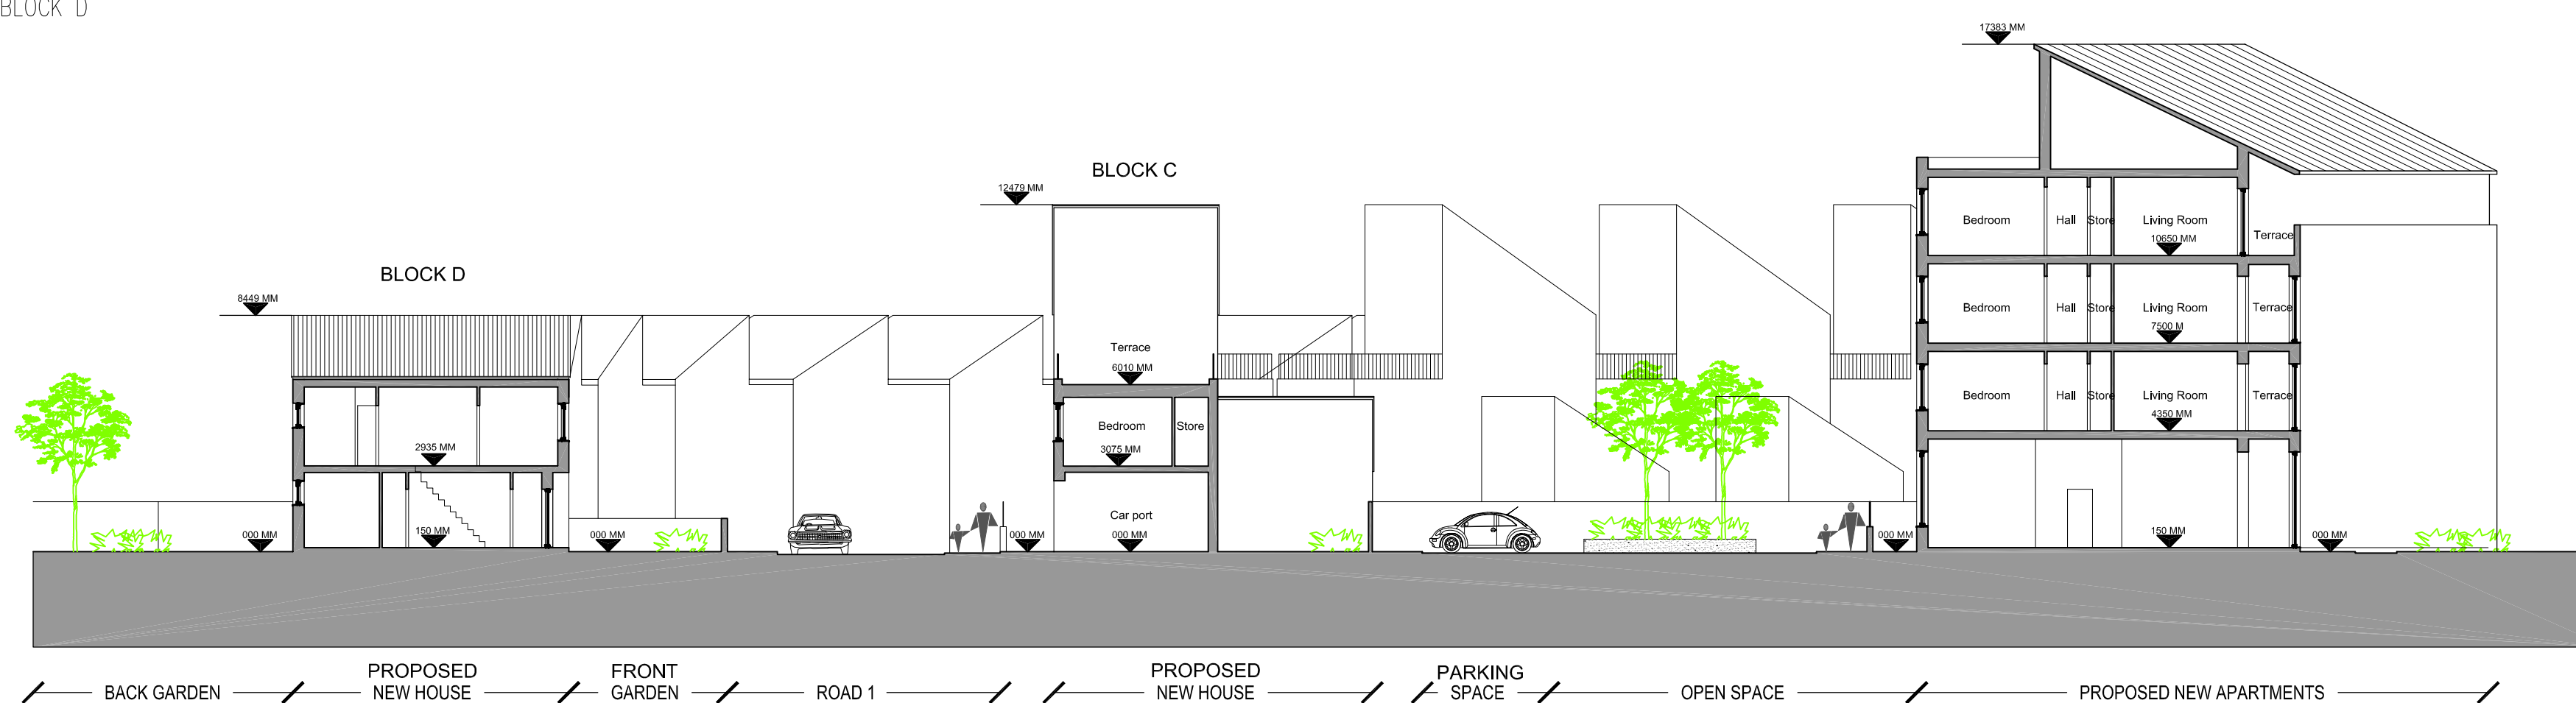 BLOCK D
17383 MM
BLOCK C
12479 MM
Bedroom
Hall
Store
Living Room
10650 MM
Terrace
BLOCK D
8449 MM
Bedroom
Hall
Store
Living Room
7500 M
Terrace
Terrace
6010 MM
Bedroom
Hall
Store
Living Room
4350 MM
Terrace
2935 MM
Bedroom
Store
3075 MM
Car port
000 MM
150 MM
000 MM
000 MM
000 MM
000 MM
150 MM
000 MM
BACK GARDEN
PROPOSED
NEW HOUSE
FRONT
GARDEN
ROAD 1
PROPOSED
NEW HOUSE
PARKING
SPACE
OPEN SPACE
PROPOSED NEW APARTMENTS